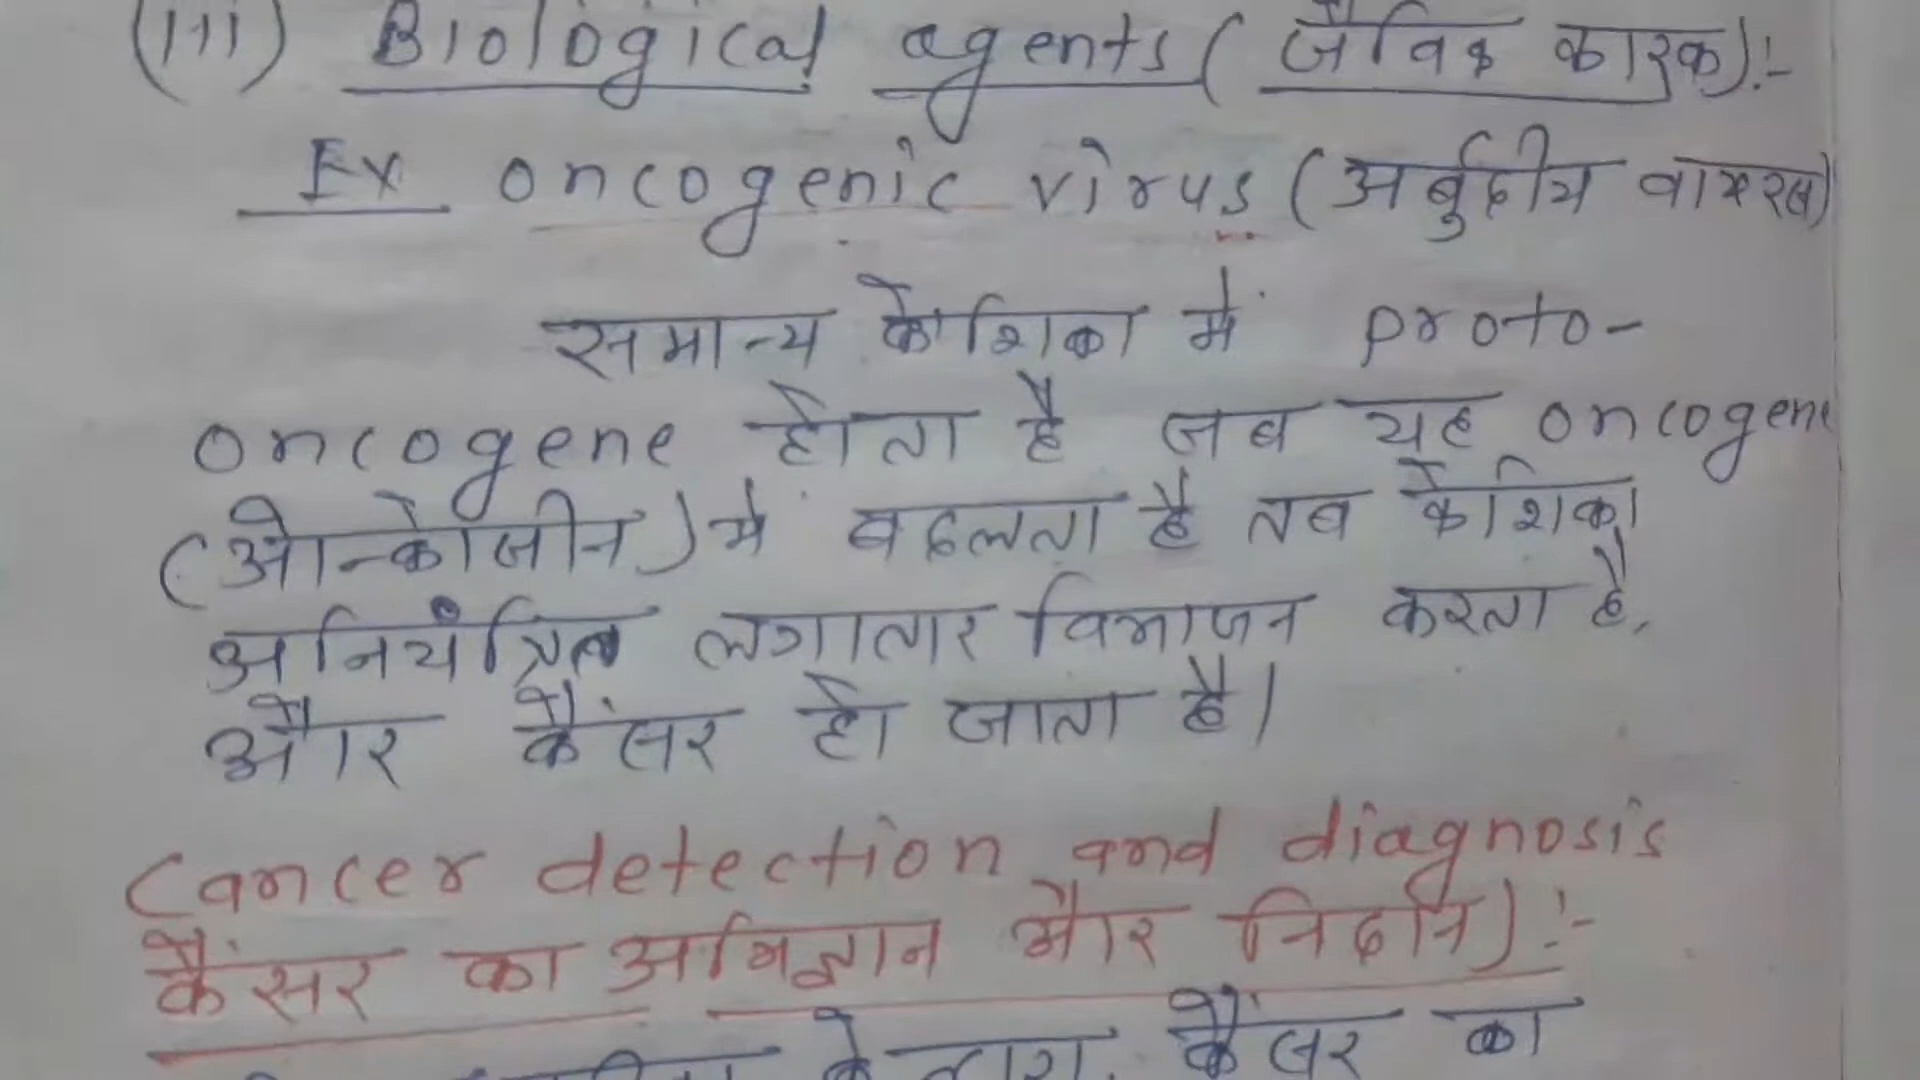 (iii) Biological agents (जैविक कारक):-
Ex oncogenic virus (अर्बुदीय वायरस)
समान्य कोशिका में proto-
oncogene होता है जब यह oncogene
(ओन्कोजीन) में बदलता है तब कोशिका
अनियंत्रित लगातार विभाजन करता है,
और कैंसर हो जाता है।
Cancer detection and diagnosis
कैंसर का अभिज्ञान और निदान):-
के द्वारा कैंसर का